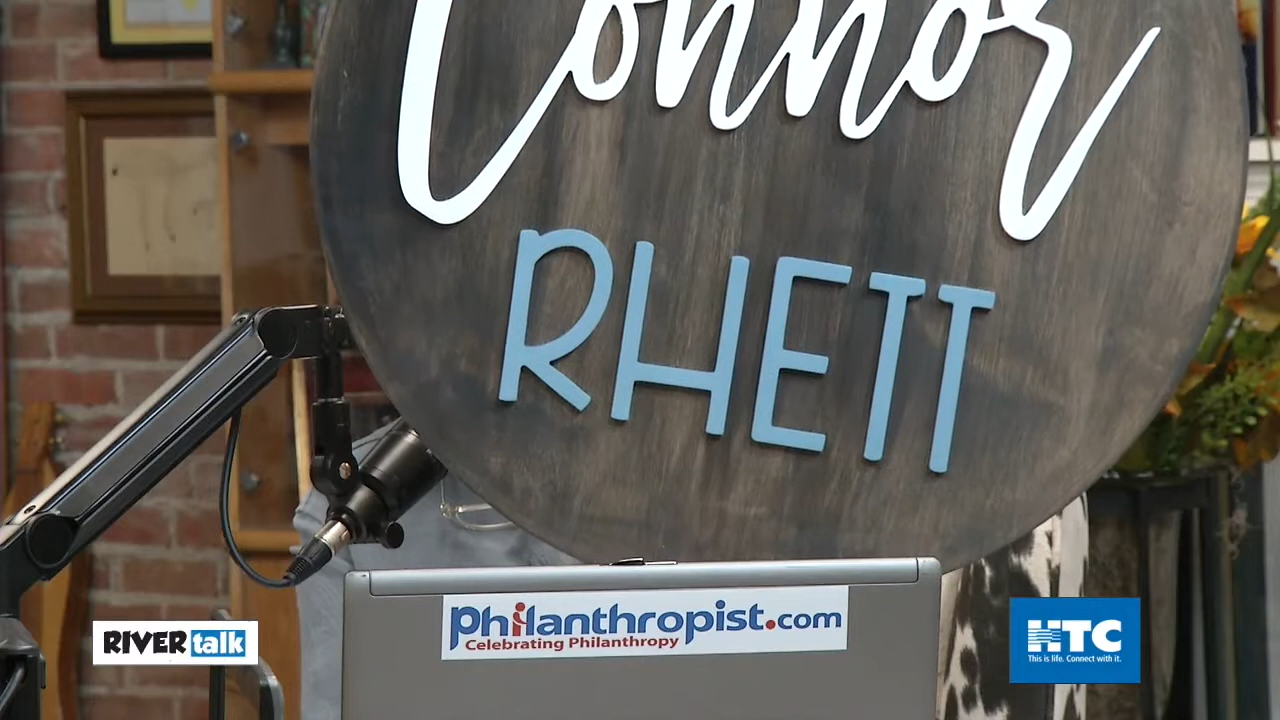 Connor
RHETT
Philanthropist.com
Celebrating Philanthropy
RIVER talk
HTC
This is life. Connect with it.